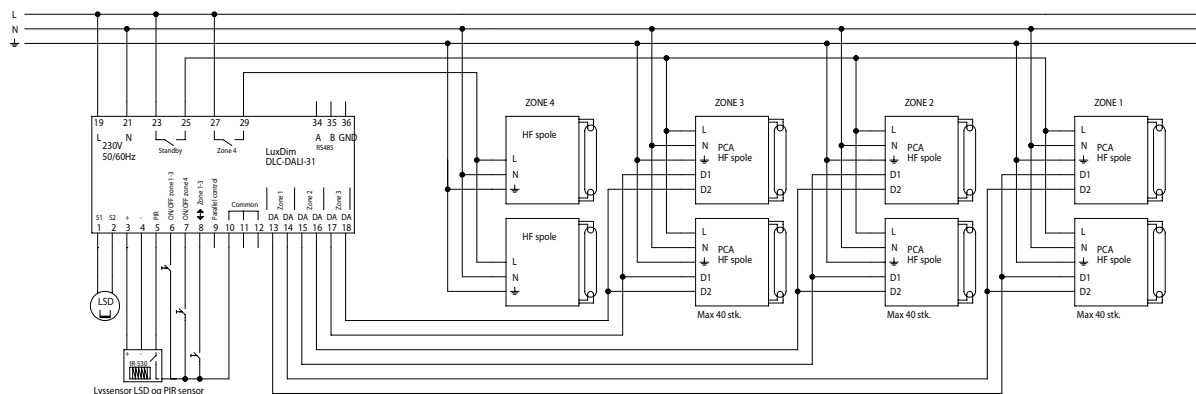 L
N
ZONE 4
ZONE 3
ZONE 2
ZONE 1
19 21 23 25 27 29 34 35 36
L N A B GND
RS485
230V
50/60Hz
Standby
Zone 4
LuxDim
DLC-DALI-31
S1 S2 + - PIR
ON/OFF zone 1-3
ON/OFF zone 4
Zone 1-3
Parallel control
Common
Zone 1
Zone 2
Zone 3
DA DA DA DA DA DA
1 2 3 4 5 6 7 8 9 10 11 12 13 14 15 16 17 18
LSD
+ -
IR-530
Lyssensor LSD og PIR sensor
HF spole
L
N
HF spole
L
N
L
N
PCA
HF spole
D1
D2
L
N
PCA
HF spole
D1
D2
Max 40 stk.
L
N
PCA
HF spole
D1
D2
L
N
PCA
HF spole
D1
D2
Max 40 stk.
L
N
PCA
HF spole
D1
D2
L
N
PCA
HF spole
D1
D2
Max 40 stk.